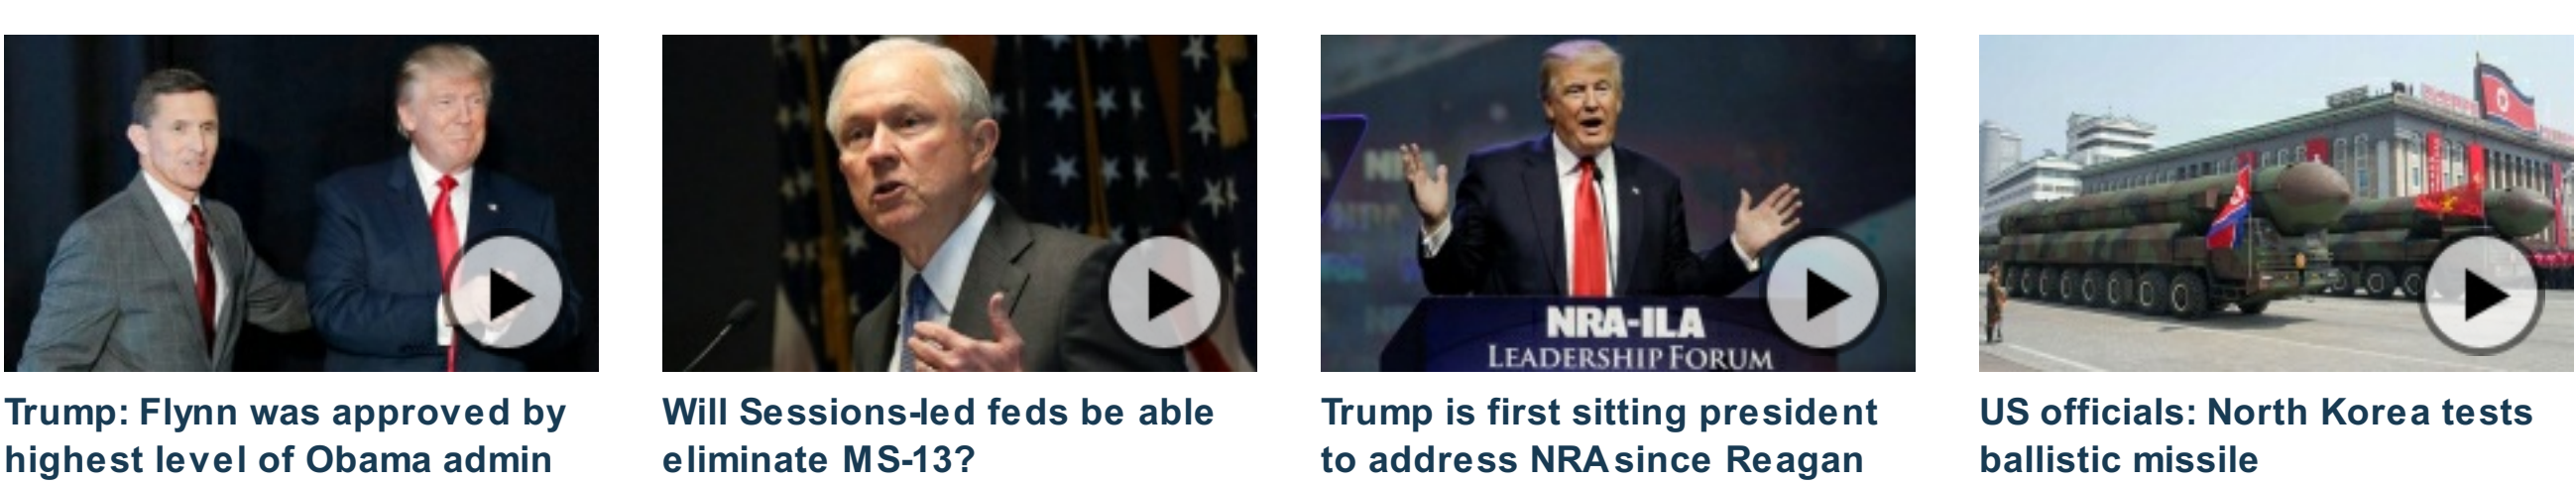 NRA-ILA
LEADERSHIP FORUM
Trump: Flynn was approved by
highest level of Obama admin
Will Sessions-led feds be able
eliminate MS-13?
Trump is first sitting president
to address NRA since Reagan
US officials: North Korea tests
ballistic missile